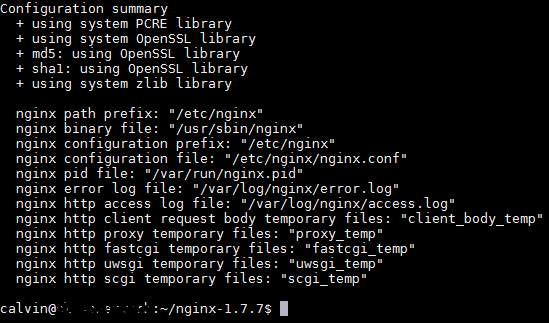 Configuration summary
+ using system PCRE library
+ using system OpenSSL library
+ md5: using OpenSSL library
+ sha1: using OpenSSL library
+ using system zlib library
nginx path prefix: "/etc/nginx"
nginx binary file: "/usr/sbin/nginx"
nginx configuration prefix: "/etc/nginx"
nginx configuration file: "/etc/nginx/nginx.conf"
nginx pid file: "/var/run/nginx.pid"
nginx error log file: "/var/log/nginx/error.log"
nginx http access log file: "/var/log/nginx/access.log"
nginx http client request body temporary files: "client_body_temp"
nginx http proxy temporary files: "proxy_temp"
nginx http fastcgi temporary files: "fastcgi_temp"
nginx http uwsgi temporary files: "uwsgi_temp"
nginx http scgi temporary files: "scgi_temp"
calvin@ :~/nginx-1.7.7$